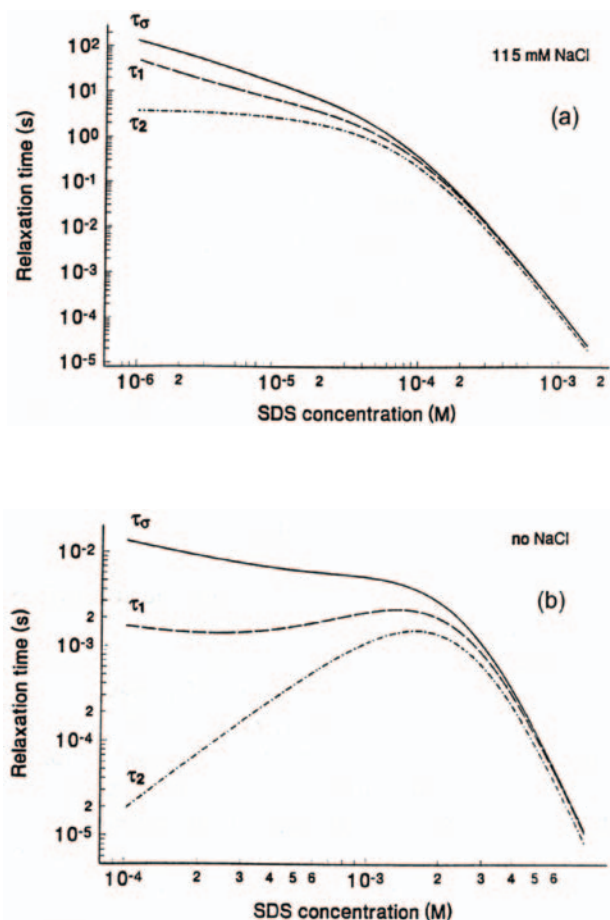 τσ
115 mM NaCl
τ1
(a)
τ2
Relaxation time (s)
10²
10¹
10⁰
10⁻¹
10⁻²
10⁻³
10⁻⁴
10⁻⁵
10⁻⁶ 2 10⁻⁵ 2 10⁻⁴ 2 10⁻³ 2
SDS concentration (M)
τσ
no NaCl
(b)
τ1
τ2
Relaxation time (s)
10⁻²
2
10⁻³
2
10⁻⁴
2
10⁻⁵
10⁻⁴ 2 3 4 5 6 10⁻³ 2 3 4 5 6
SDS concentration (M)